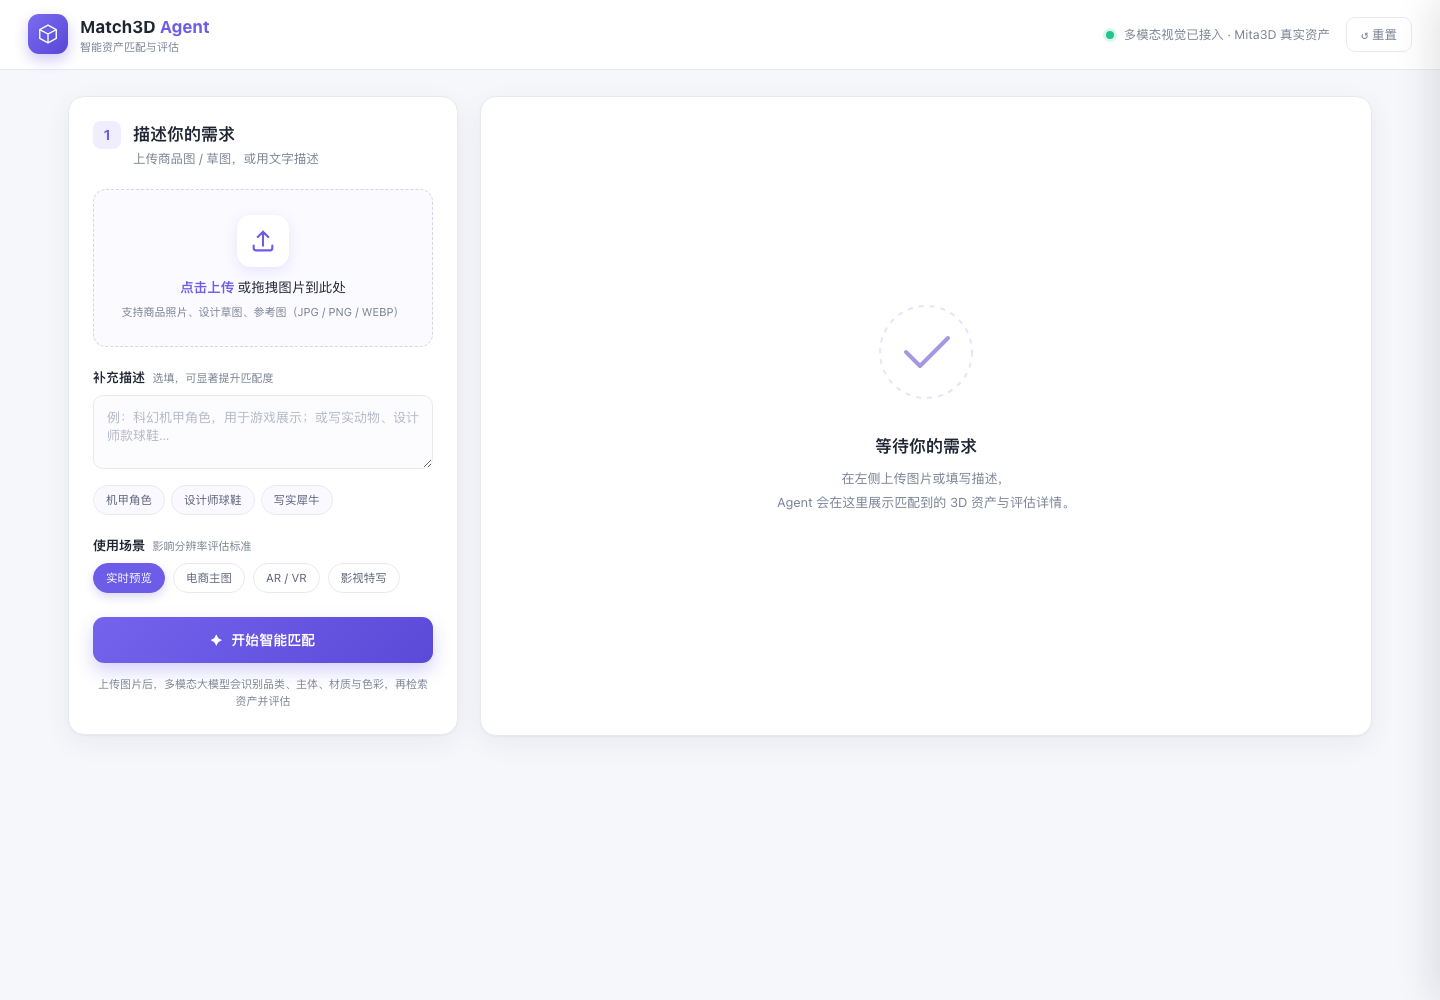 Match3D Agent
智能资产匹配与评估
多模态视觉已接入 · Mita3D 真实资产
↺ 重置
1
描述你的需求
上传商品图 / 草图，或用文字描述
点击上传 或拖拽图片到此处
支持商品照片、设计草图、参考图（JPG / PNG / WEBP）
补充描述 选填，可显著提升匹配度
例：科幻机甲角色，用于游戏展示；或写实动物、设计
师款球鞋...
机甲角色 设计师球鞋 写实犀牛
使用场景 影响分辨率评估标准
实时预览 电商主图 AR / VR 影视特写
✦ 开始智能匹配
上传图片后，多模态大模型会识别品类、主体、材质与色彩，再检索
资产并评估
等待你的需求
在左侧上传图片或填写描述，
Agent 会在这里展示匹配到的 3D 资产与评估详情。